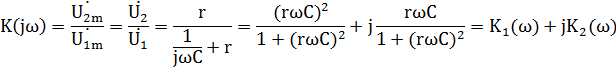 K(jω) = U̇₂ₘ/U̇₁ₘ = U̇₂/U̇₁ = r/(1/(jωC) + r) = (rωC)²/(1 + (rωC)²) + j rωC/(1 + (rωC)²) = K₁(ω) + jK₂(ω)